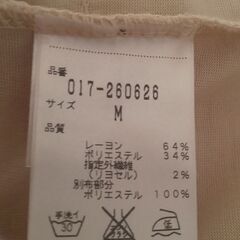 品番
017-260626
サイズ
M
品質
レーヨン 64%
ポリエステル 34%
指定外繊維
(リヨセル) 2%
別布部分
ポリエステル 100%
手洗イ
30
低